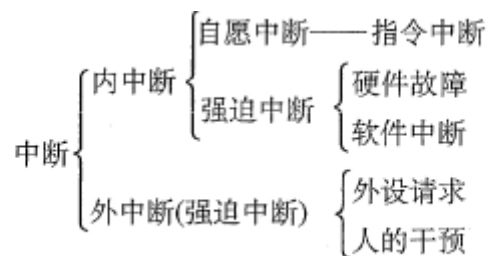 自愿中断——指令中断
内中断
硬件故障
强迫中断
软件中断
中断
外设请求
外中断(强迫中断)
人的干预